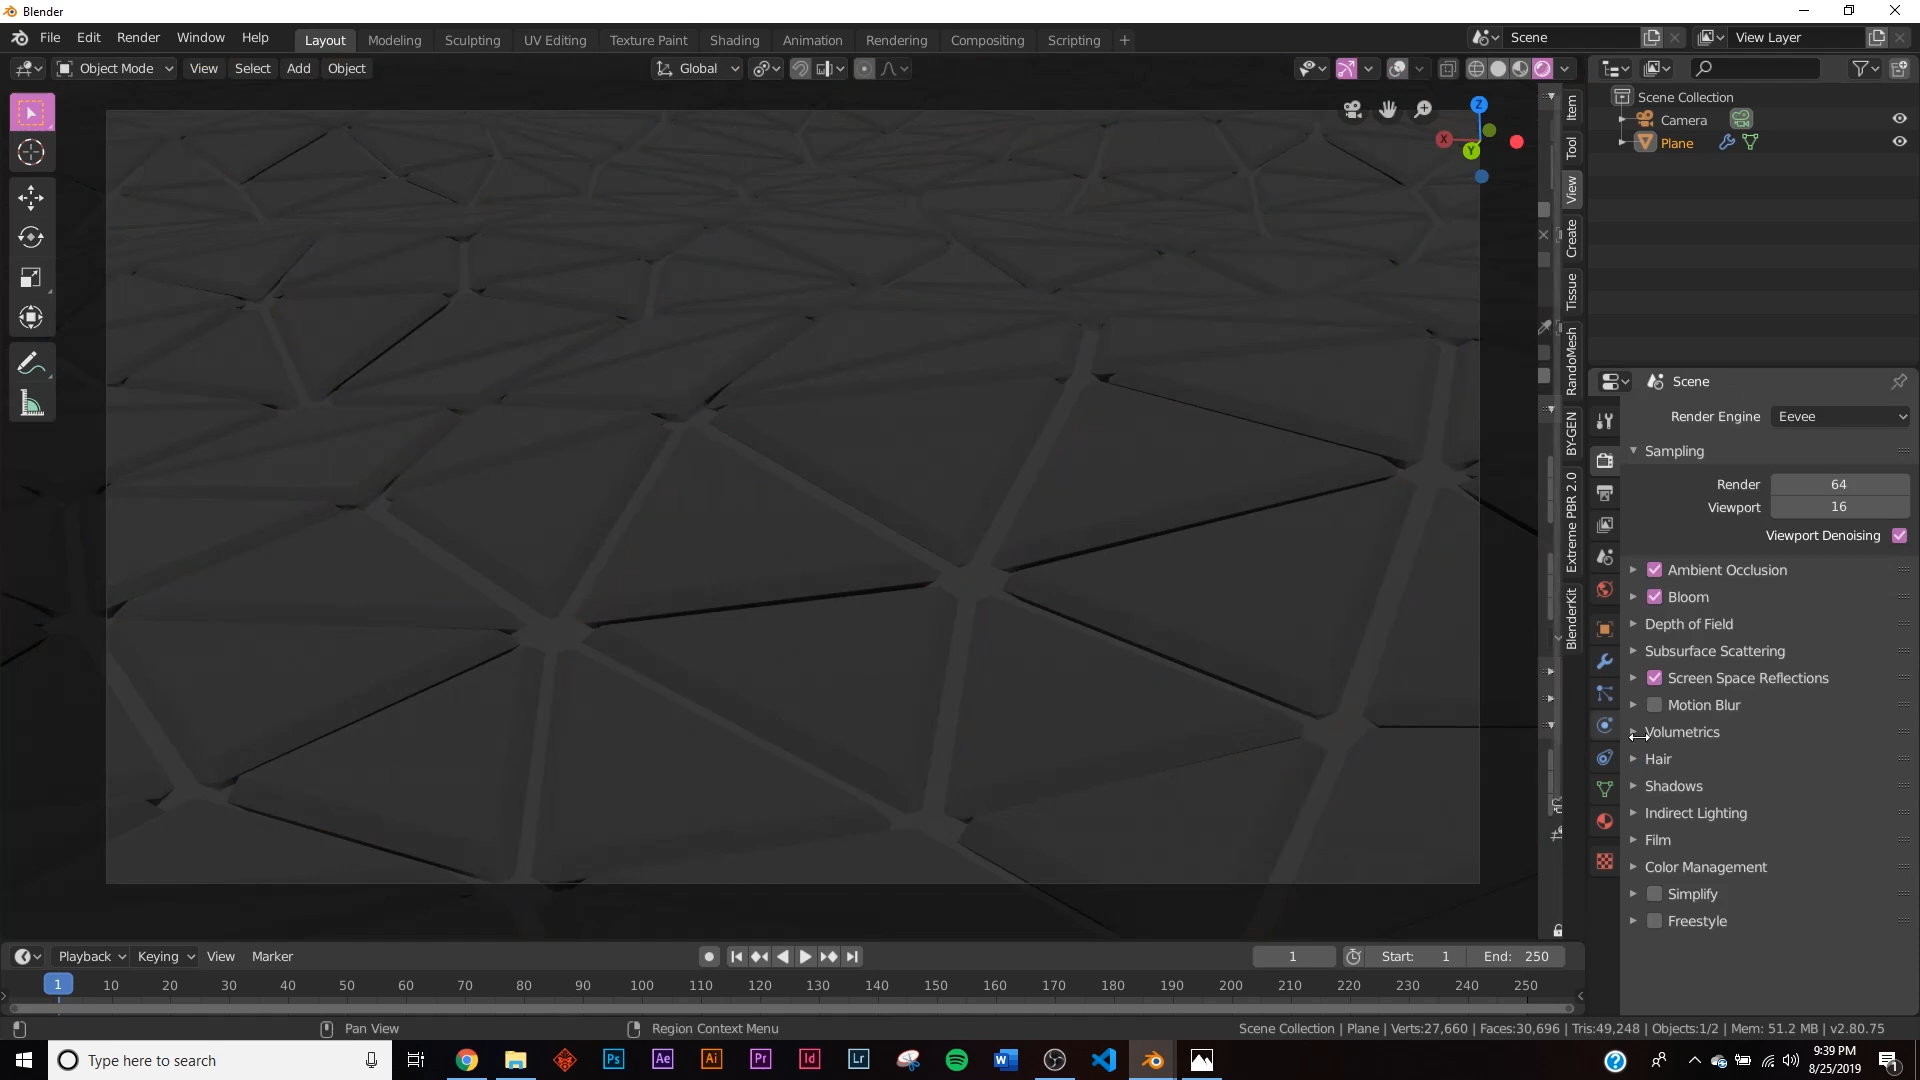 Blender
File Edit Render Window Help Layout Modeling Sculpting UV Editing Texture Paint Shading Animation Rendering Compositing Scripting + Scene View Layer
Object Mode View Select Add Object Global
Z
X
Y
Item
Tool
View
Create
Tissue
RandoMesh
BY-GEN
Extreme PBR 2.0
BlenderKit
Scene Collection
Camera
Plane
Scene
Render Engine Eevee
Sampling
Render 64
Viewport 16
Viewport Denoising
Ambient Occlusion
Bloom
Depth of Field
Subsurface Scattering
Screen Space Reflections
Motion Blur
Volumetrics
Hair
Shadows
Indirect Lighting
Film
Color Management
Simplify
Freestyle
Playback Keying View Marker 1 Start: 1 End: 250
1 10 20 30 40 50 60 70 80 90 100 110 120 130 140 150 160 170 180 190 200 210 220 230 240 250
Pan View Region Context Menu Scene Collection | Plane | Verts:27,660 | Faces:30,696 | Tris:49,248 | Objects:1/2 | Mem: 51.2 MB | v2.80.75
Type here to search Ps Ae Ai Pr Id Lr W
9:39 PM
8/25/2019
1